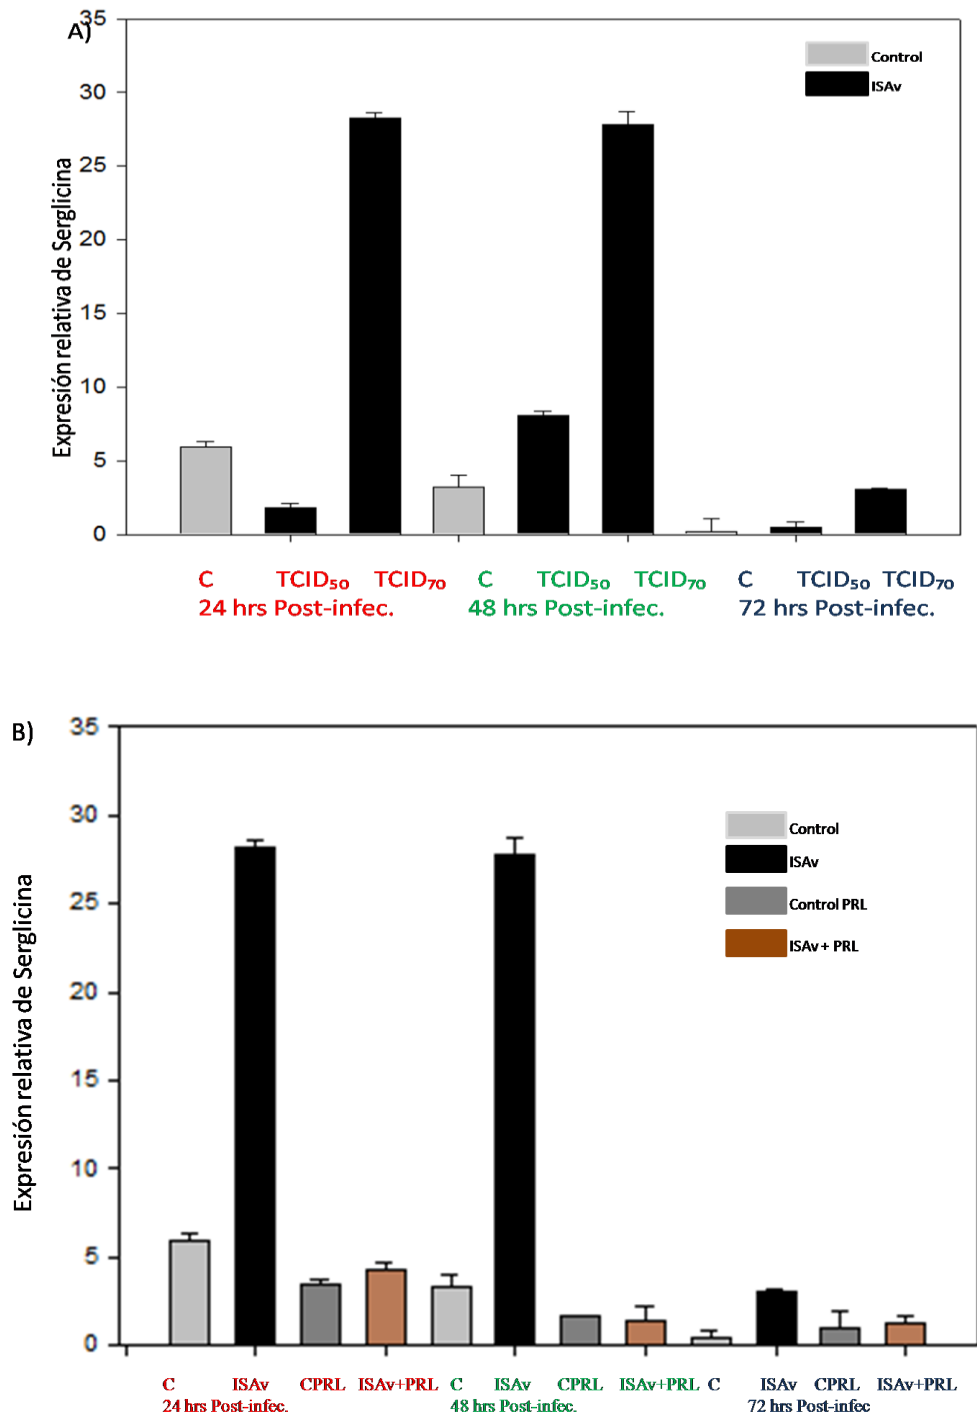 A)
35
30
25
20
15
10
5
0
Expresión relativa de Serglicina
Control
ISAv
C TCID₅₀ TCID₇₀ C TCID₅₀ TCID₇₀ C TCID₅₀ TCID₇₀
24 hrs Post-infec. 48 hrs Post-infec. 72 hrs Post-infec.
B)
35
30
25
20
15
10
5
0
Expresión relativa de Serglicina
Control
ISAv
Control PRL
ISAv + PRL
C ISAv CPRL ISAv+PRL C ISAv CPRL ISAv+PRL C ISAv CPRL ISAv+PRL
24 hrs Post-infec. 48 hrs Post-infec. 72 hrs Post-infec